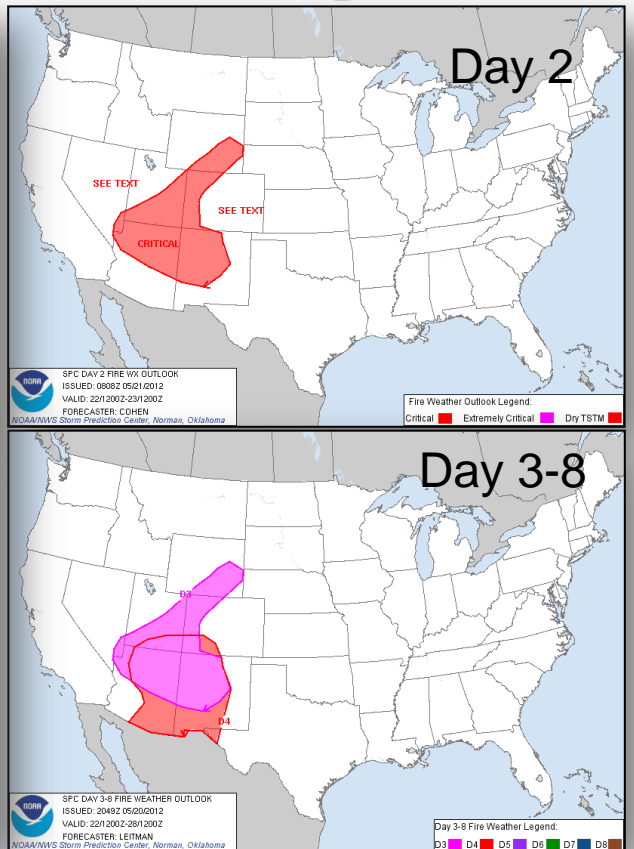 Day 2
SEE TEXT
SEE TEXT
CRITICAL
NOAA
SPC DAY 2 FIRE WX OUTLOOK
ISSUED: 0808Z 05/21/2012
VALID: 22/1200Z-23/1200Z
FORECASTER: COHEN
NOAA/NWS Storm Prediction Center, Norman, Oklahoma
Fire Weather Outlook Legend:
Critical Extremely Critical Dry TSTM
Day 3-8
D3
D4
NOAA
SPC DAY 3-8 FIRE WEATHER OUTLOOK
ISSUED: 2049Z 05/20/2012
VALID: 22/1200Z-28/1200Z
FORECASTER: LEITMAN
NOAA/NWS Storm Prediction Center, Norman, Oklahoma
Day 3-8 Fire Weather Legend:
D3 D4 D5 D6 D7 D8